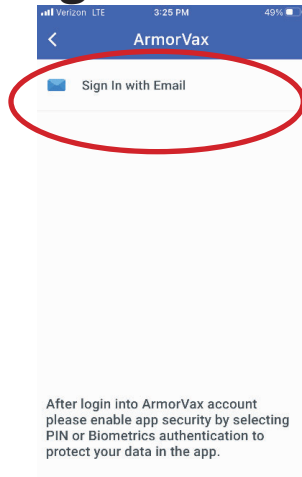 Verizon LTE 3:25 PM 49%
ArmorVax
Sign In with Email
After login into ArmorVax account
please enable app security by selecting
PIN or Biometrics authentication to
protect your data in the app.